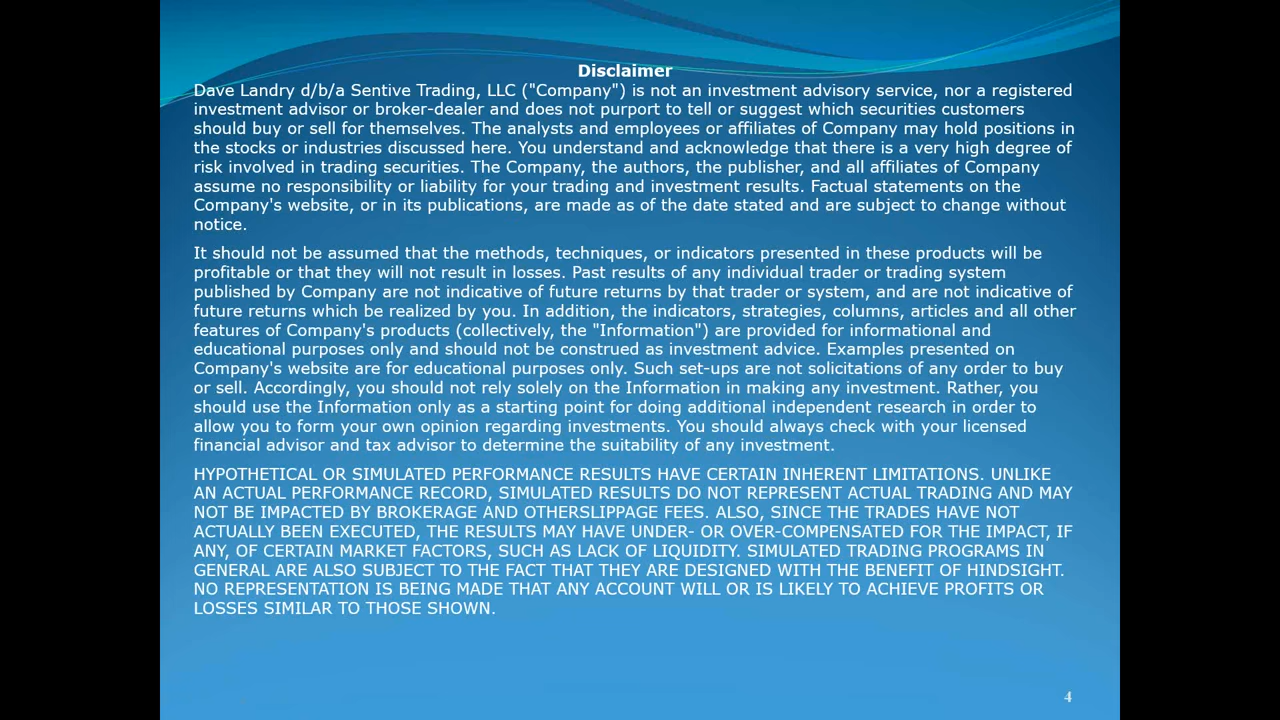 Disclaimer
Dave Landry d/b/a Sentive Trading, LLC ("Company") is not an investment advisory service, nor a registered
investment advisor or broker-dealer and does not purport to tell or suggest which securities customers
should buy or sell for themselves. The analysts and employees or affiliates of Company may hold positions in
the stocks or industries discussed here. You understand and acknowledge that there is a very high degree of
risk involved in trading securities. The Company, the authors, the publisher, and all affiliates of Company
assume no responsibility or liability for your trading and investment results. Factual statements on the
Company's website, or in its publications, are made as of the date stated and are subject to change without
notice.
It should not be assumed that the methods, techniques, or indicators presented in these products will be
profitable or that they will not result in losses. Past results of any individual trader or trading system
published by Company are not indicative of future returns by that trader or system, and are not indicative of
future returns which be realized by you. In addition, the indicators, strategies, columns, articles and all other
features of Company's products (collectively, the "Information") are provided for informational and
educational purposes only and should not be construed as investment advice. Examples presented on
Company's website are for educational purposes only. Such set-ups are not solicitations of any order to buy
or sell. Accordingly, you should not rely solely on the Information in making any investment. Rather, you
should use the Information only as a starting point for doing additional independent research in order to
allow you to form your own opinion regarding investments. You should always check with your licensed
financial advisor and tax advisor to determine the suitability of any investment.
HYPOTHETICAL OR SIMULATED PERFORMANCE RESULTS HAVE CERTAIN INHERENT LIMITATIONS. UNLIKE
AN ACTUAL PERFORMANCE RECORD, SIMULATED RESULTS DO NOT REPRESENT ACTUAL TRADING AND MAY
NOT BE IMPACTED BY BROKERAGE AND OTHERSLIPPAGE FEES. ALSO, SINCE THE TRADES HAVE NOT
ACTUALLY BEEN EXECUTED, THE RESULTS MAY HAVE UNDER- OR OVER-COMPENSATED FOR THE IMPACT, IF
ANY, OF CERTAIN MARKET FACTORS, SUCH AS LACK OF LIQUIDITY. SIMULATED TRADING PROGRAMS IN
GENERAL ARE ALSO SUBJECT TO THE FACT THAT THEY ARE DESIGNED WITH THE BENEFIT OF HINDSIGHT.
NO REPRESENTATION IS BEING MADE THAT ANY ACCOUNT WILL OR IS LIKELY TO ACHIEVE PROFITS OR
LOSSES SIMILAR TO THOSE SHOWN.
4